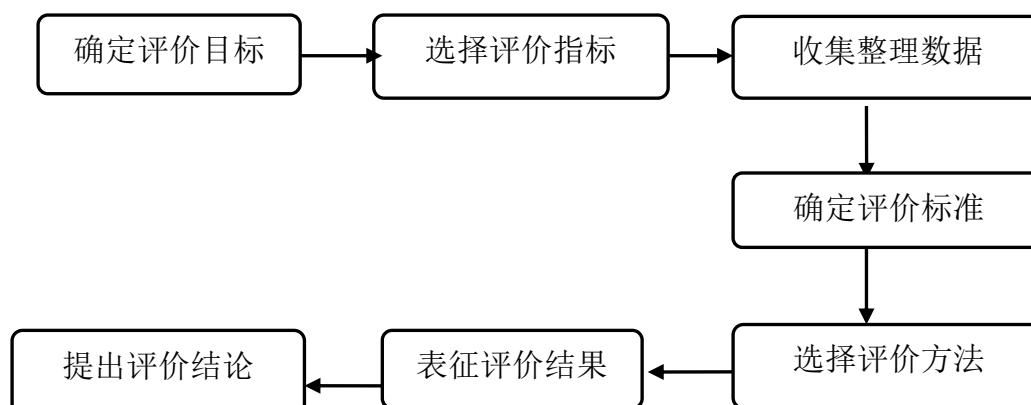 确定评价目标
选择评价指标
收集整理数据
确定评价标准
选择评价方法
表征评价结果
提出评价结论